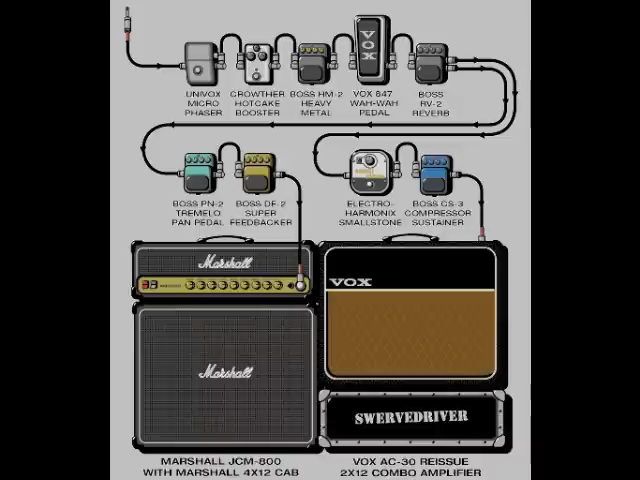 VOX
UNIVOX
MICRO
PHASER
CROWTHER
HOTCAKE
BOOSTER
BOSS HM-2
HEAVY
METAL
VOX 847
WAH-WAH
PEDAL
BOSS
RV-2
REVERB
BOSS PN-2
TREMELO
PAN PEDAL
BOSS DF-2
SUPER
FEEDBACKER
ELECTRO-
HARMONIX
SMALLSTONE
BOSS CS-3
COMPRESSOR
SUSTAINER
Marshall
VOX
Marshall
SWERVEDRIVER
MARSHALL JCM-800
WITH MARSHALL 4X12 CAB
VOX AC-30 REISSUE
2X12 COMBO AMPLIFIER